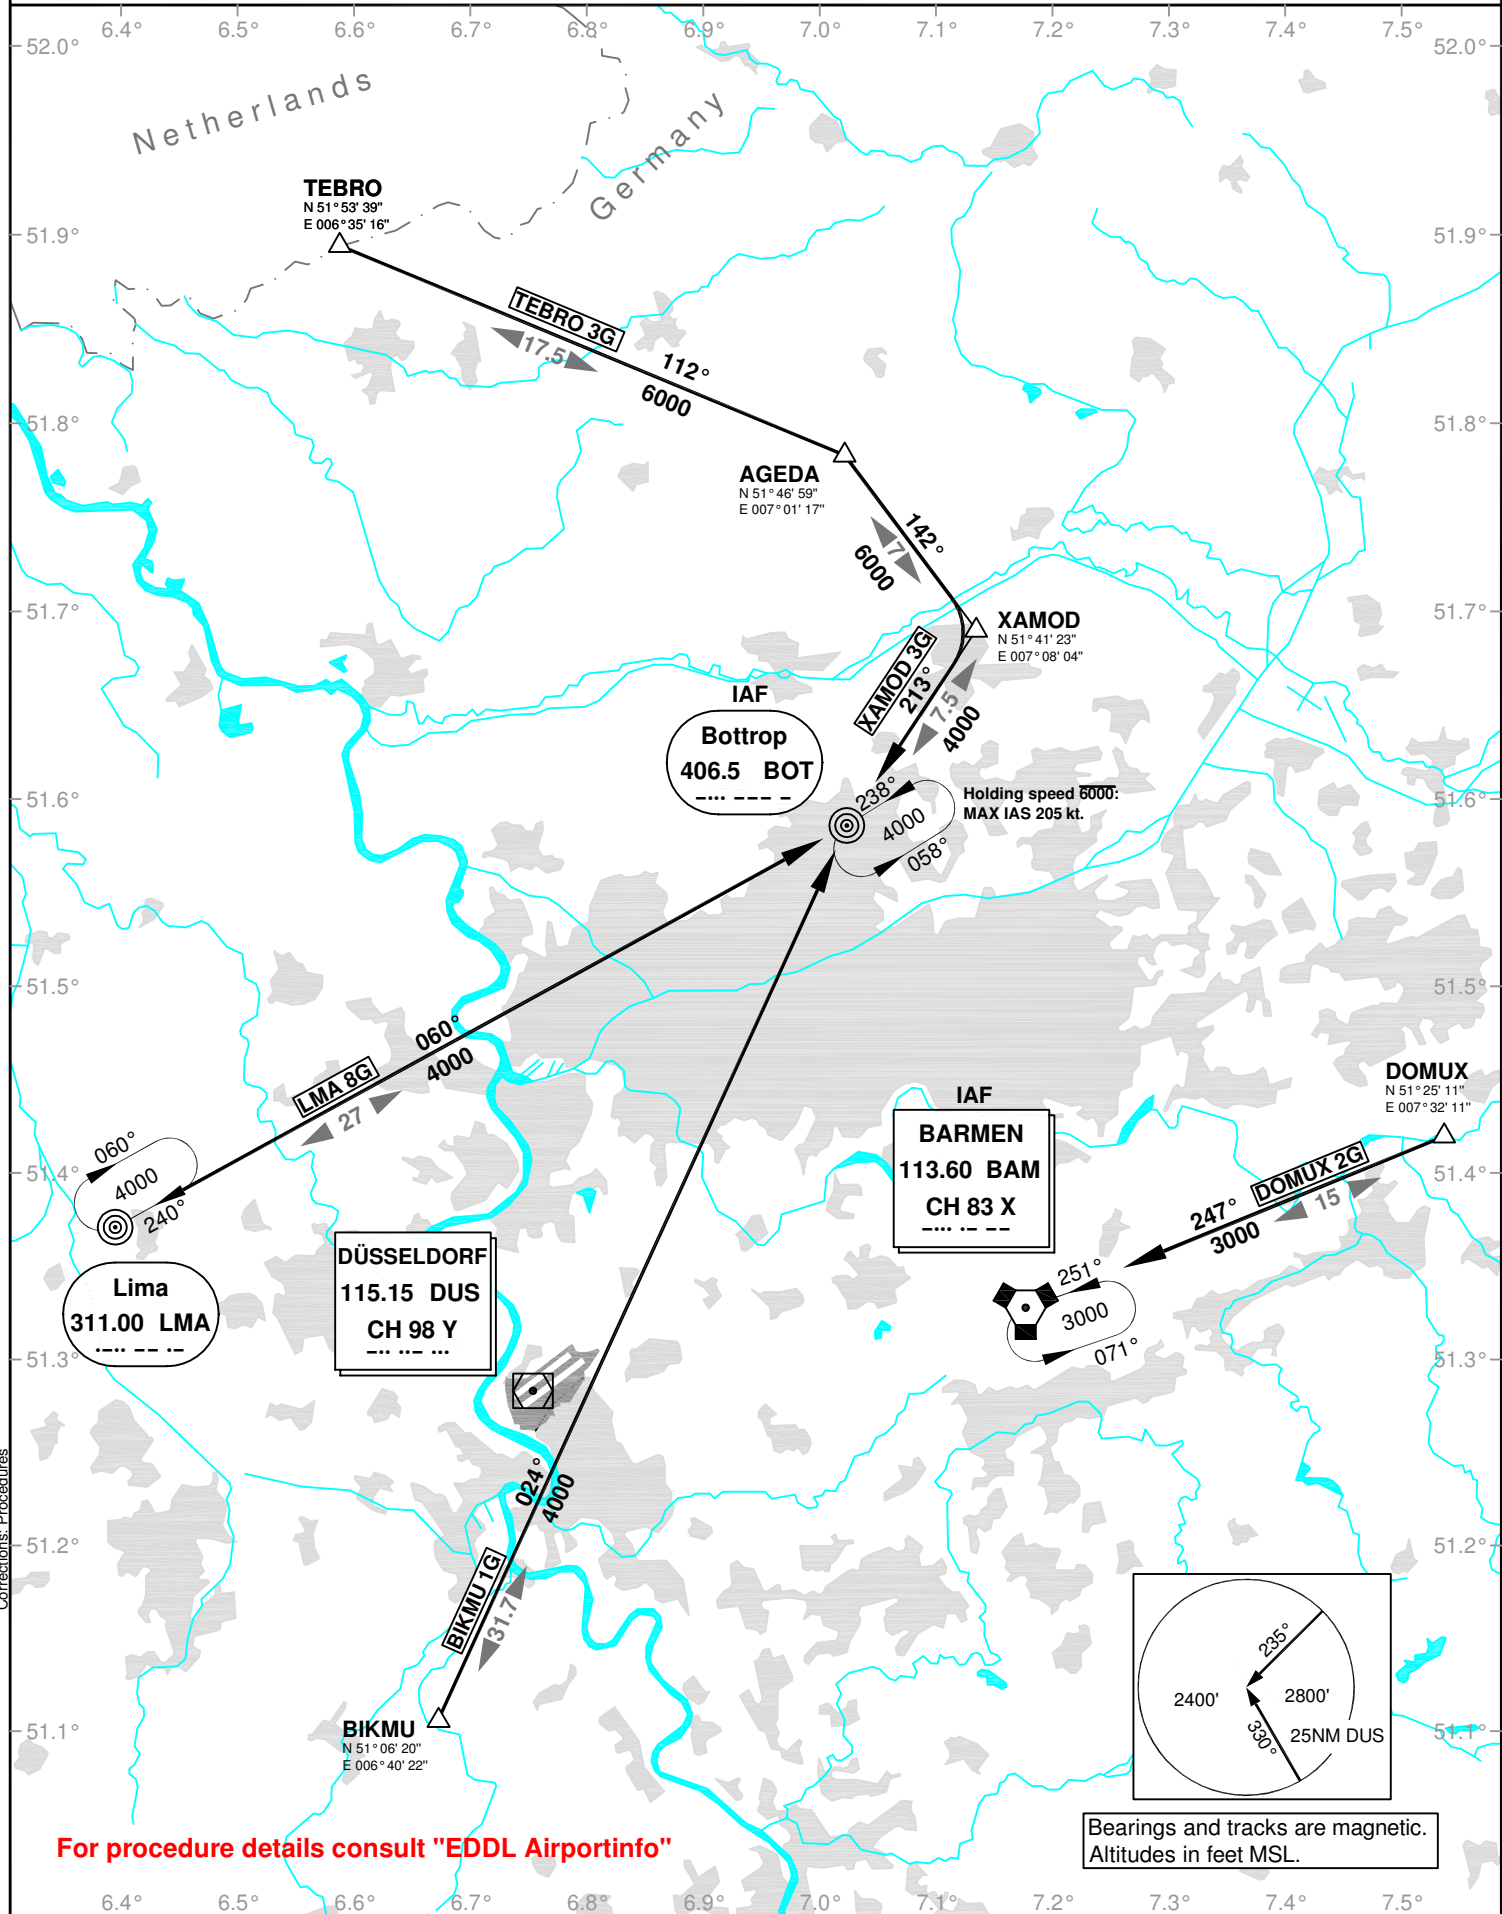 6.4° 6.5° 6.6° 6.7° 6.8° 6.9° 7.0° 7.1° 7.2° 7.3° 7.4° 7.5°
52.0° 52.0°
Netherlands
Germany
TEBRO
N 51° 53' 39"
E 006° 35' 16"
51.9° 51.9°
TEBRO 3G
17.5
112°
6000
51.8° 51.8°
AGEDA
N 51° 46' 59"
E 007° 01' 17"
142°
7
6000
51.7° 51.7°
XAMOD
N 51° 41' 23"
E 007° 08' 04"
XAMOD 3G
213°
7.5
4000
IAF
Bottrop
406.5 BOT
–··· ––– –
51.6° 51.6°
238°
4000
058°
Holding speed 6000:
MAX IAS 205 kt.
51.5° 51.5°
060°
4000
LMA 8G
27
DOMUX
N 51° 25' 11"
E 007° 32' 11"
IAF
BARMEN
113.60 BAM
CH 83 X
–··· ·– ––
51.4° 51.4°
060°
4000
240°
DOMUX 2G
15
247°
3000
Lima
311.00 LMA
·–·· –– ·–
DÜSSELDORF
115.15 DUS
CH 98 Y
–·· ··– ···
251°
3000
071°
51.3° 51.3°
024°
4000
Corrections: Procedures
51.2° 51.2°
BIKMU 1G
31.7
235°
2400' 2800'
330°
25NM DUS
51.1° 51.1°
BIKMU
N 51° 06' 20"
E 006° 40' 22"
Bearings and tracks are magnetic.
Altitudes in feet MSL.
For procedure details consult "EDDL Airportinfo"
6.4° 6.5° 6.6° 6.7° 6.8° 6.9° 7.0° 7.1° 7.2° 7.3° 7.4° 7.5°